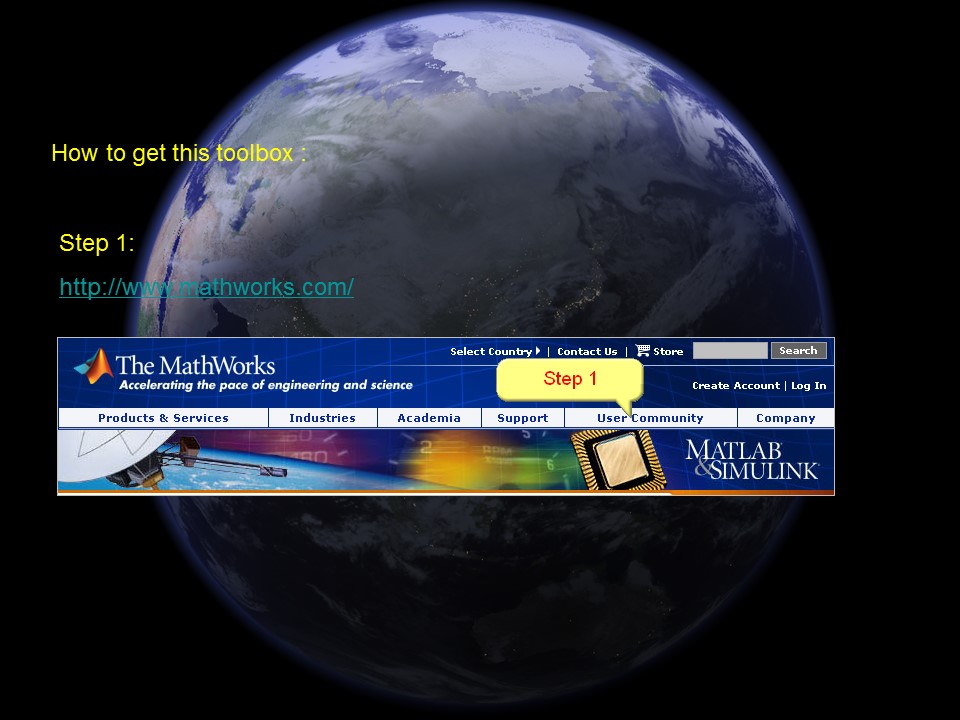 How to get this toolbox :
Step 1:
http://www.mathworks.com/
Select Country | Contact Us | Store Search
The MathWorks
Accelerating the pace of engineering and science
Step 1
Create Account | Log In
Products & Services Industries Academia Support User Community Company
MATLAB
&SIMULINK